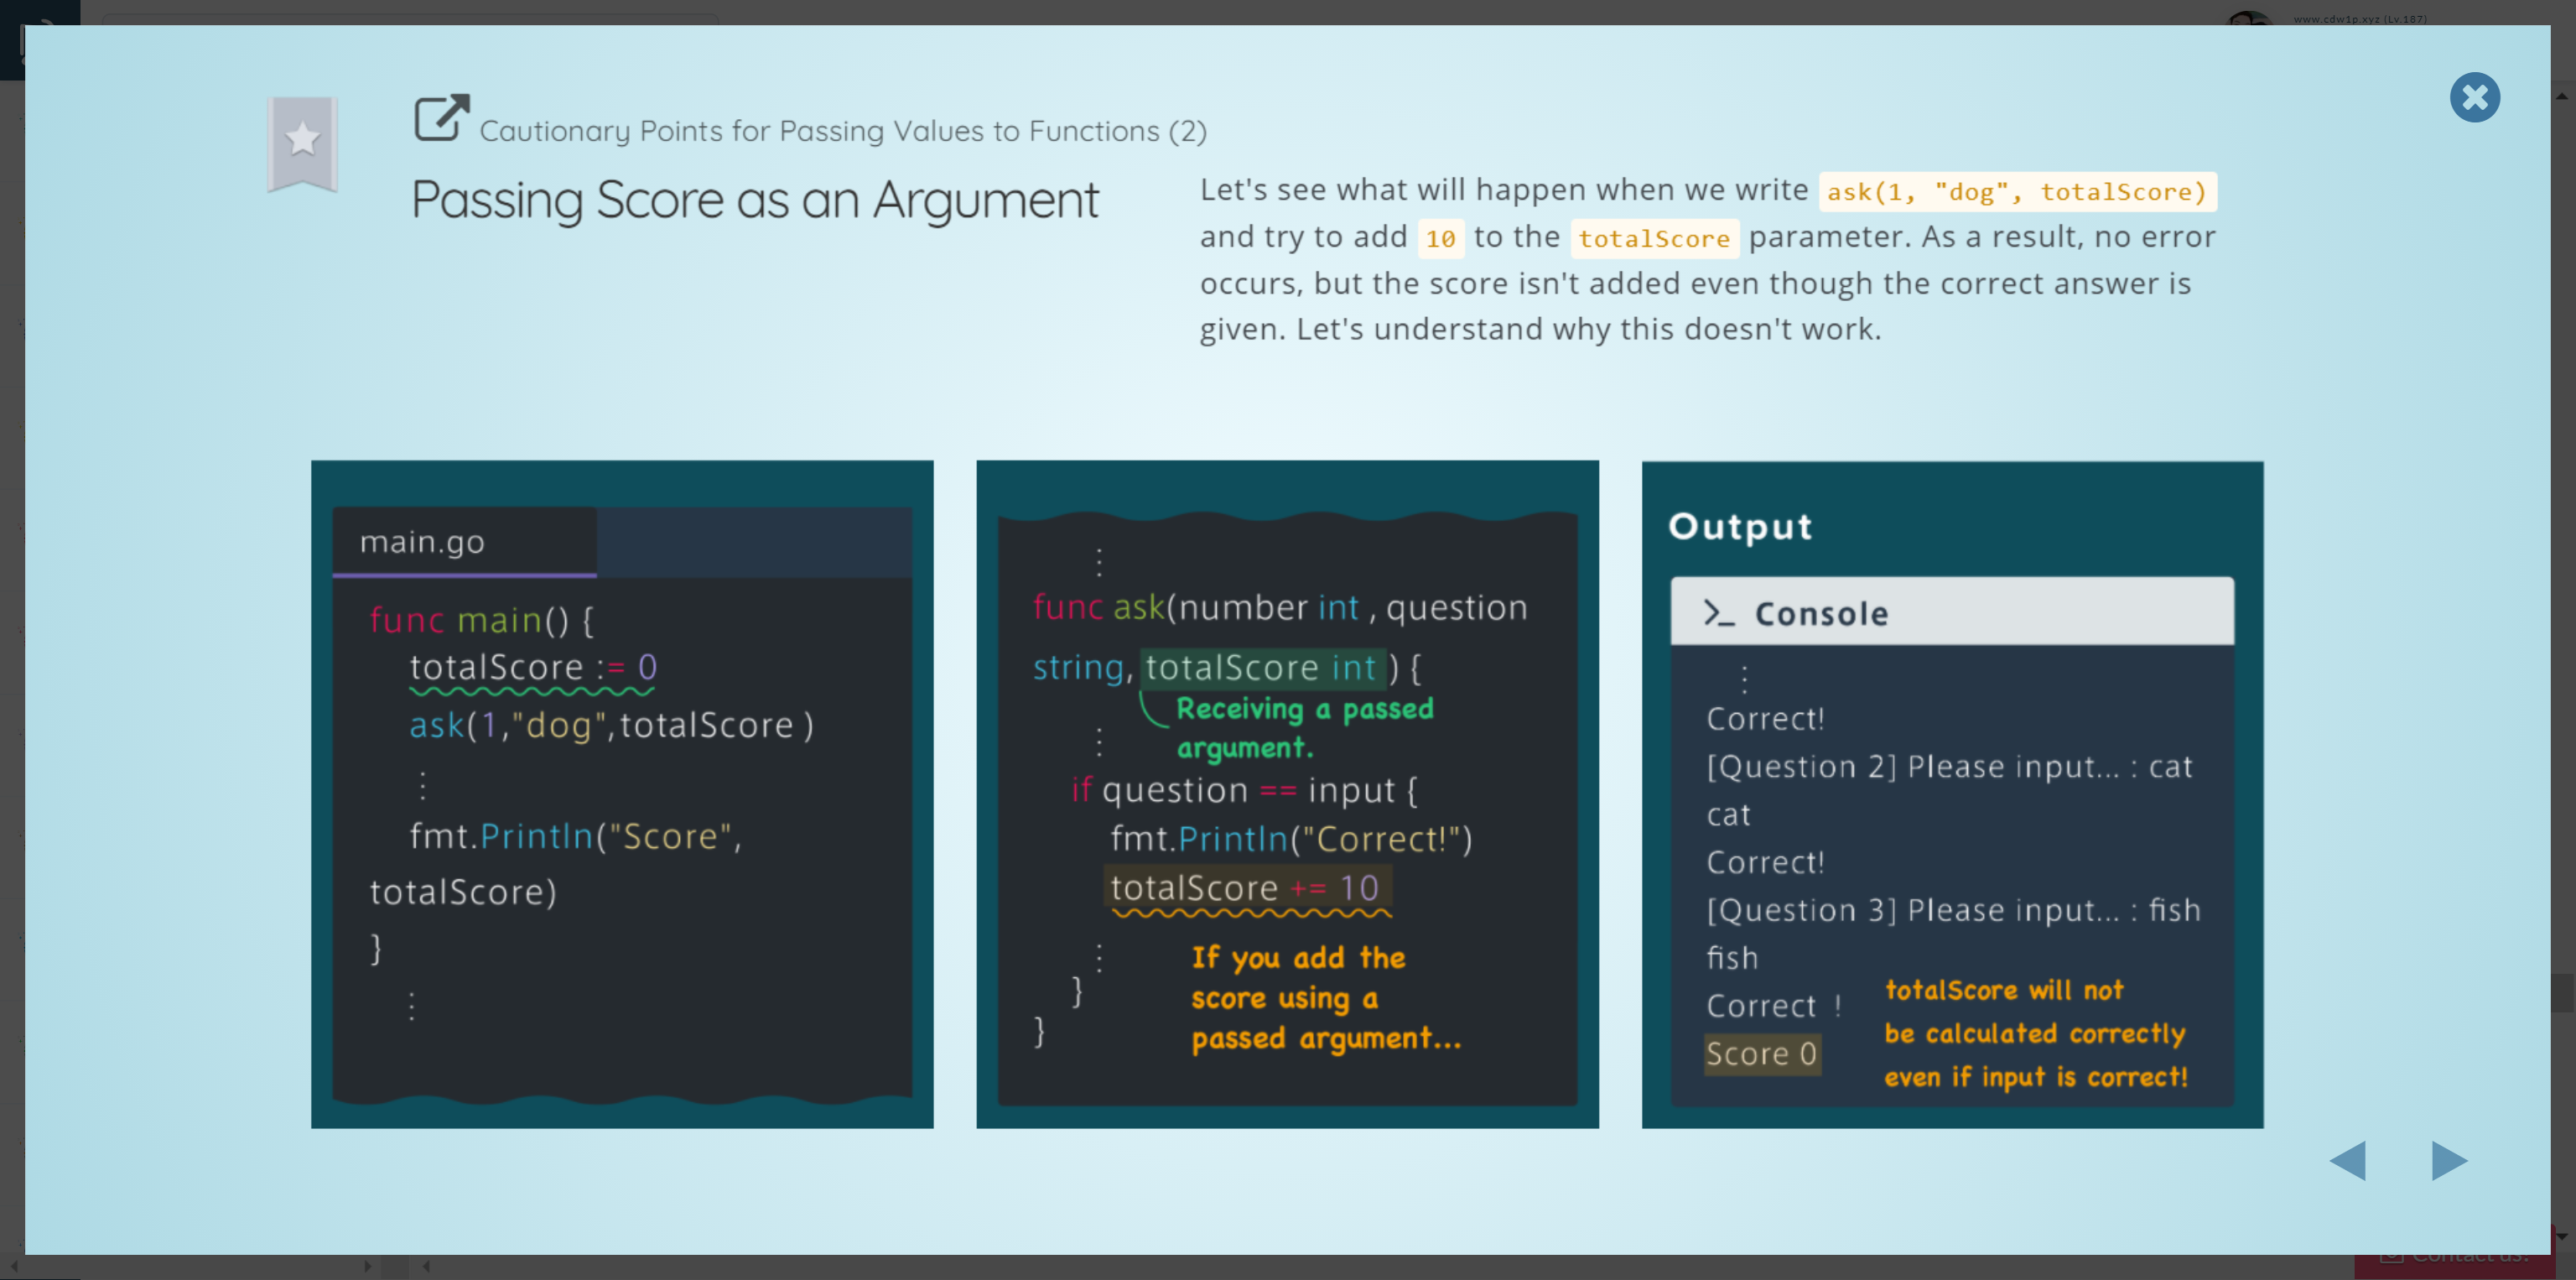 www.cdw1p.xyz (Lv.187)
Cautionary Points for Passing Values to Functions (2)
Passing Score as an Argument
Let's see what will happen when we write ask(1, "dog", totalScore)
and try to add 10 to the totalScore parameter. As a result, no error
occurs, but the score isn't added even though the correct answer is
given. Let's understand why this doesn't work.
main.go
func main() {
totalScore := 0
ask(1,"dog",totalScore )
⋮
fmt.Println("Score",
totalScore)
}
⋮
⋮
func ask(number int , question
string, totalScore int ) {
Receiving a passed
argument.
⋮
if question == input {
fmt.Println("Correct!")
totalScore += 10
⋮
If you add the
score using a
passed argument...
}
}
Output
>_ Console
⋮
Correct!
[Question 2] Please input... : cat
cat
Correct!
[Question 3] Please input... : fish
fish
Correct !
Score 0
totalScore will not
be calculated correctly
even if input is correct!
Contact us!